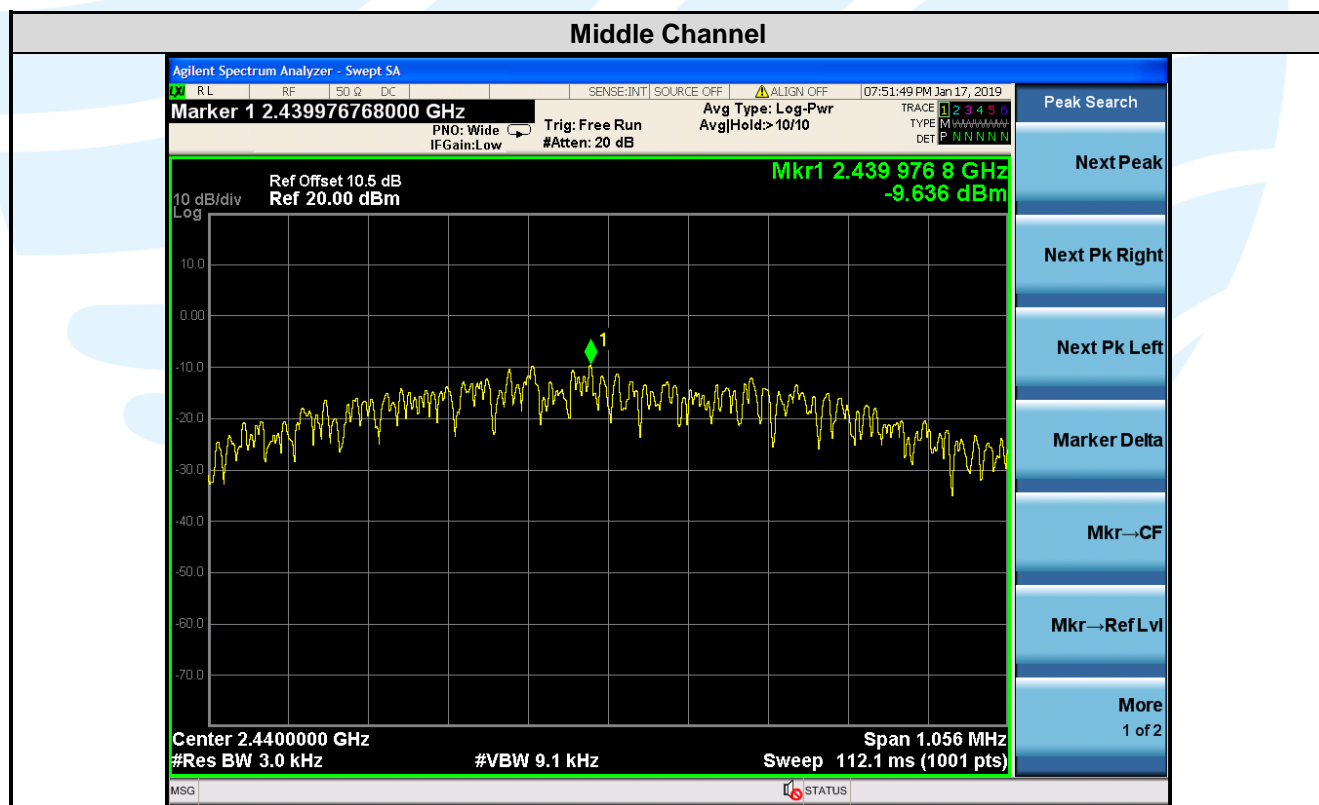 Middle Channel
Agilent Spectrum Analyzer - Swept SA
LXI RL RF 50 Ω DC SENSE:INT SOURCE OFF ALIGN OFF 07:51:49 PM Jan 17, 2019
Marker 1 2.439976768000 GHz
PNO: Wide
IFGain:Low
Trig: Free Run
#Atten: 20 dB
Avg Type: Log-Pwr
Avg|Hold:>10/10
TRACE 1 2 3 4 5 6
TYPE M WWWWW
DET P N N N N N
Peak Search
Mkr1 2.439 976 8 GHz
-9.636 dBm
Ref Offset 10.5 dB
10 dB/div Ref 20.00 dBm
Log
10.0
0.00
-10.0
-20.0
-30.0
-40.0
-50.0
-60.0
-70.0
1
Center 2.4400000 GHz
Span 1.056 MHz
#Res BW 3.0 kHz
#VBW 9.1 kHz
Sweep 112.1 ms (1001 pts)
MSG
STATUS
Next Peak
Next Pk Right
Next Pk Left
Marker Delta
Mkr→CF
Mkr→Ref Lvl
More
1 of 2